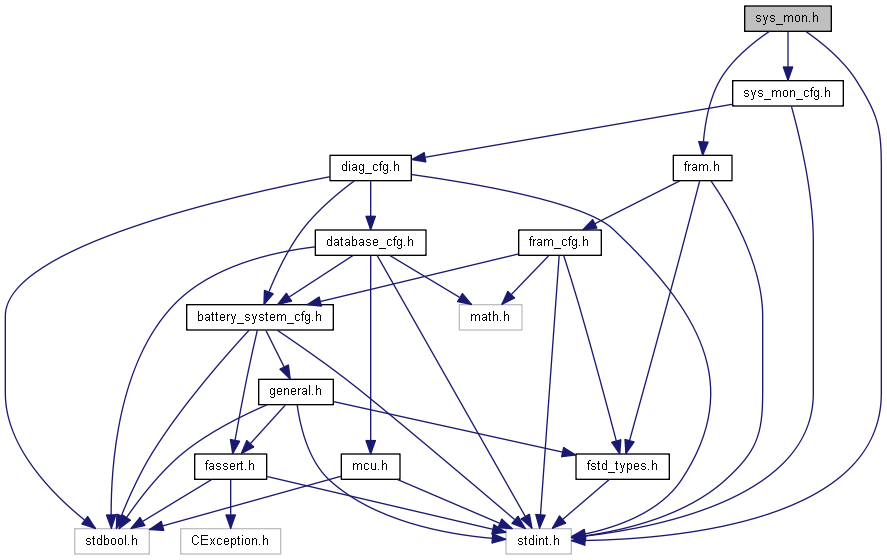 sys_mon.h
sys_mon_cfg.h
diag_cfg.h
fram.h
database_cfg.h
fram_cfg.h
battery_system_cfg.h
math.h
general.h
fassert.h
mcu.h
fstd_types.h
stdbool.h
CException.h
stdint.h